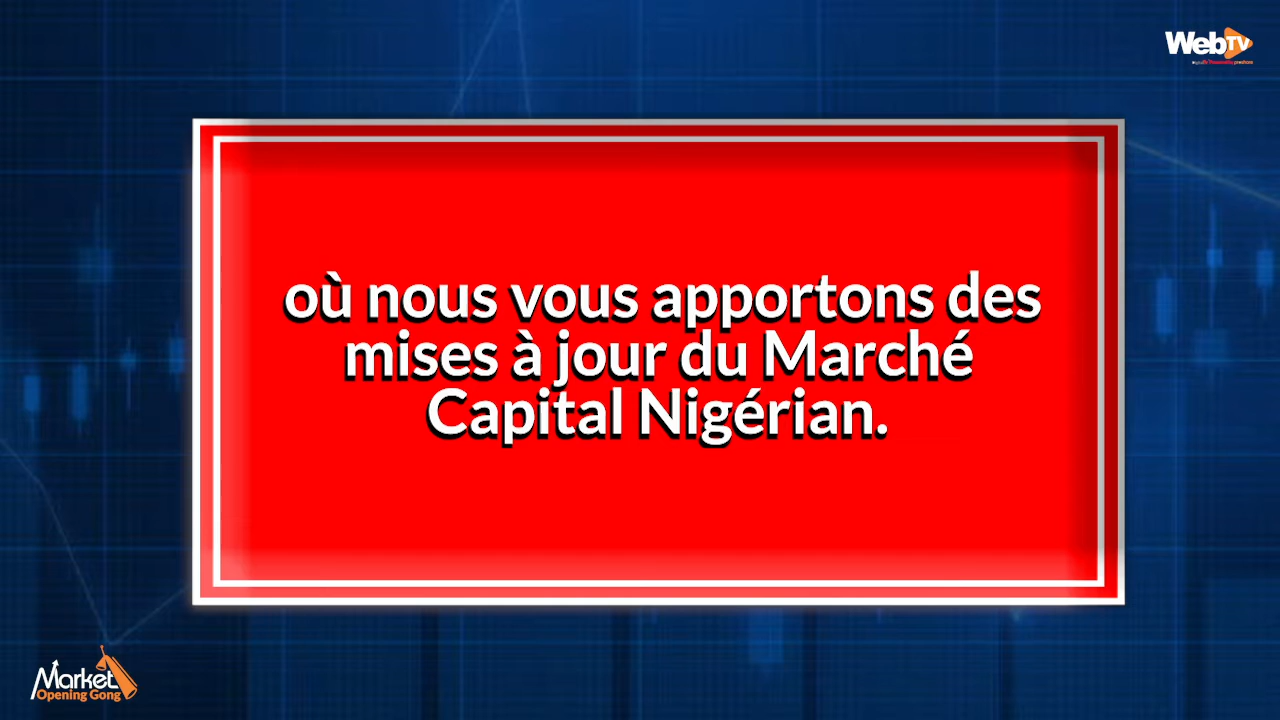 WebTV
où nous vous apportons des
mises à jour du Marché
Capital Nigérian.
Market
Opening Gong